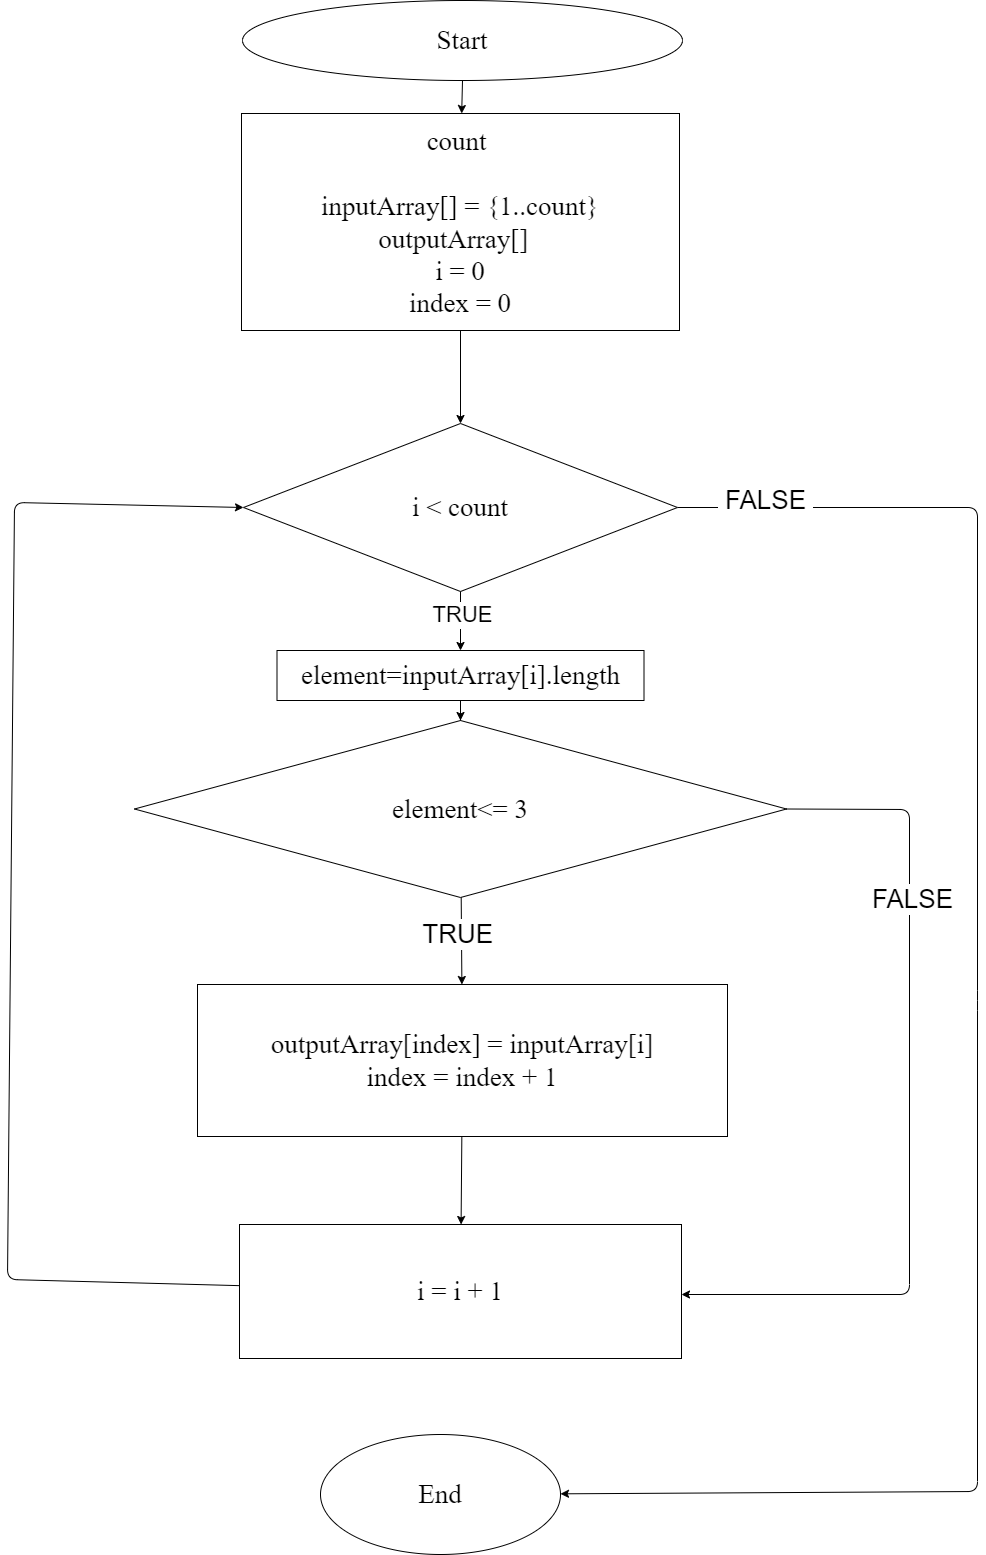 Start
count
inputArray[] = {1..count}
outputArray[]
i = 0
index = 0
i < count
FALSE
TRUE
element=inputArray[i].length
element<= 3
FALSE
TRUE
outputArray[index] = inputArray[i]
index = index + 1
i = i + 1
End